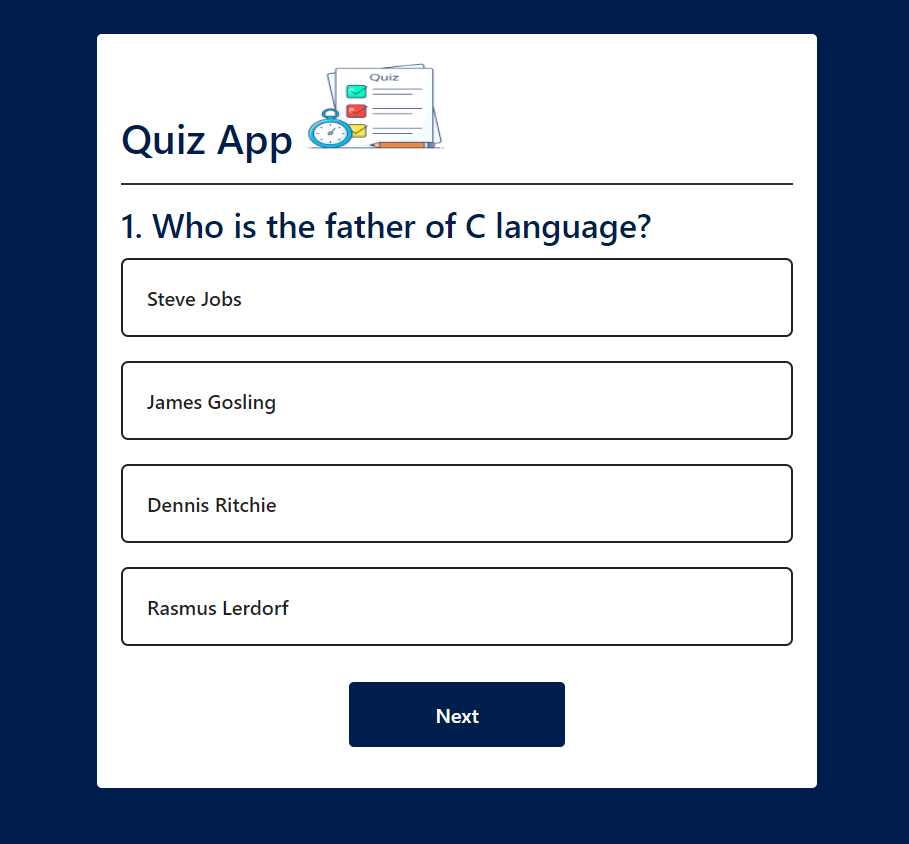 Quiz
Quiz App
1. Who is the father of C language?
Steve Jobs
James Gosling
Dennis Ritchie
Rasmus Lerdorf
Next